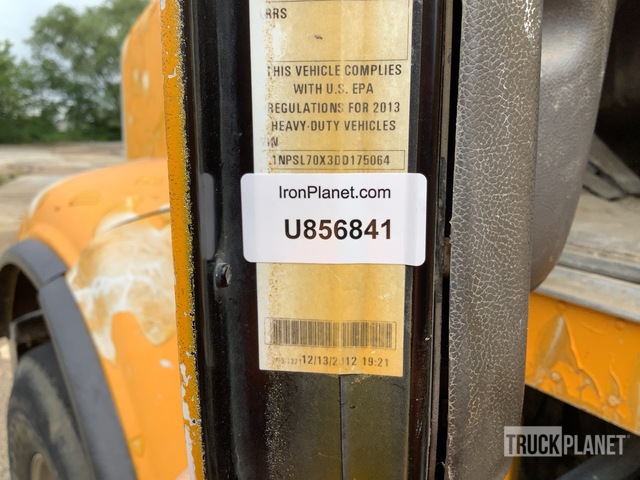 RRS
THIS VEHICLE COMPLIES
WITH U.S. EPA
REGULATIONS FOR 2013
HEAVY-DUTY VEHICLES
1NPSL70X3DD175064
IronPlanet.com
U856841
12/13/2012 19:21
TRUCKPLANET